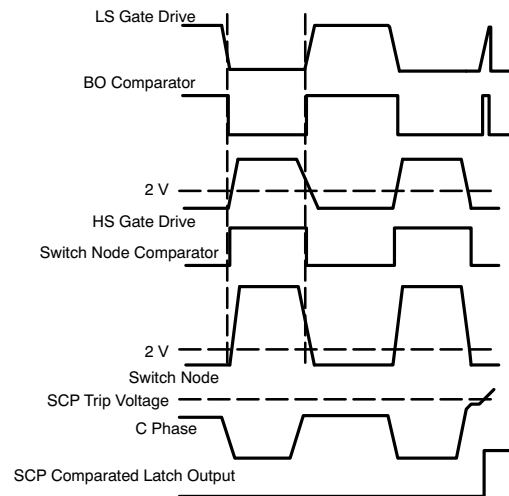 LS Gate Drive
BO Comparator
2 V
HS Gate Drive
Switch Node Comparator
2 V
Switch Node
SCP Trip Voltage
C Phase
SCP Comparated Latch Output